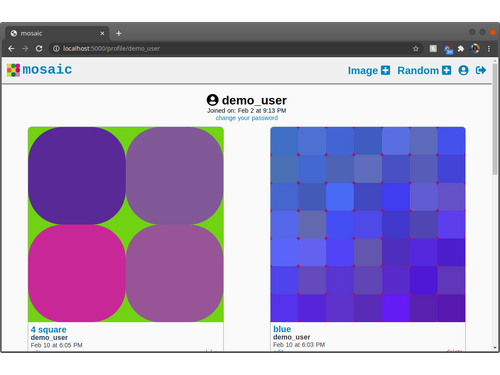 mosaic
localhost:5000/profile/demo_user
mosaic
Image
Random
demo_user
Joined on: Feb 2 at 9:13 PM
change your password
4 square
demo_user
Feb 10 at 6:05 PM
blue
demo_user
Feb 10 at 6:03 PM